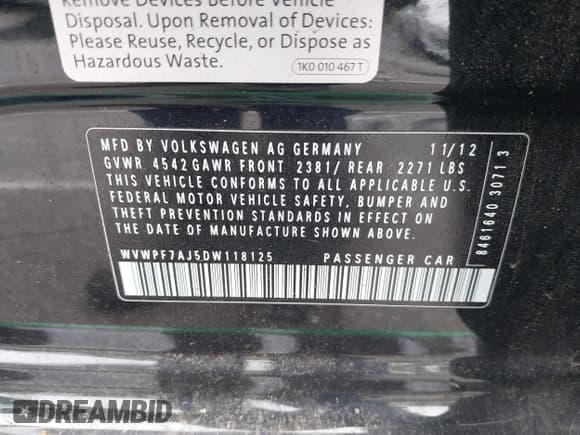 Remove Devices Before Vehicle
Disposal. Upon Removal of Devices:
Please Reuse, Recycle, or Dispose as
Hazardous Waste.
1K0 010 467 T
MFD BY VOLKSWAGEN AG GERMANY 11/12
GVWR 4542 GAWR FRONT 2381/ REAR 2271 LBS
THIS VEHICLE CONFORMS TO ALL APPLICABLE U.S.
FEDERAL MOTOR VEHICLE SAFETY, BUMPER AND
THEFT PREVENTION STANDARDS IN EFFECT ON
THE DATE OF MANUFACTURE SHOWN ABOVE.
WVWPF7AJ5DW118125 PASSENGER CAR
8461640 3071 3
DREAMBID